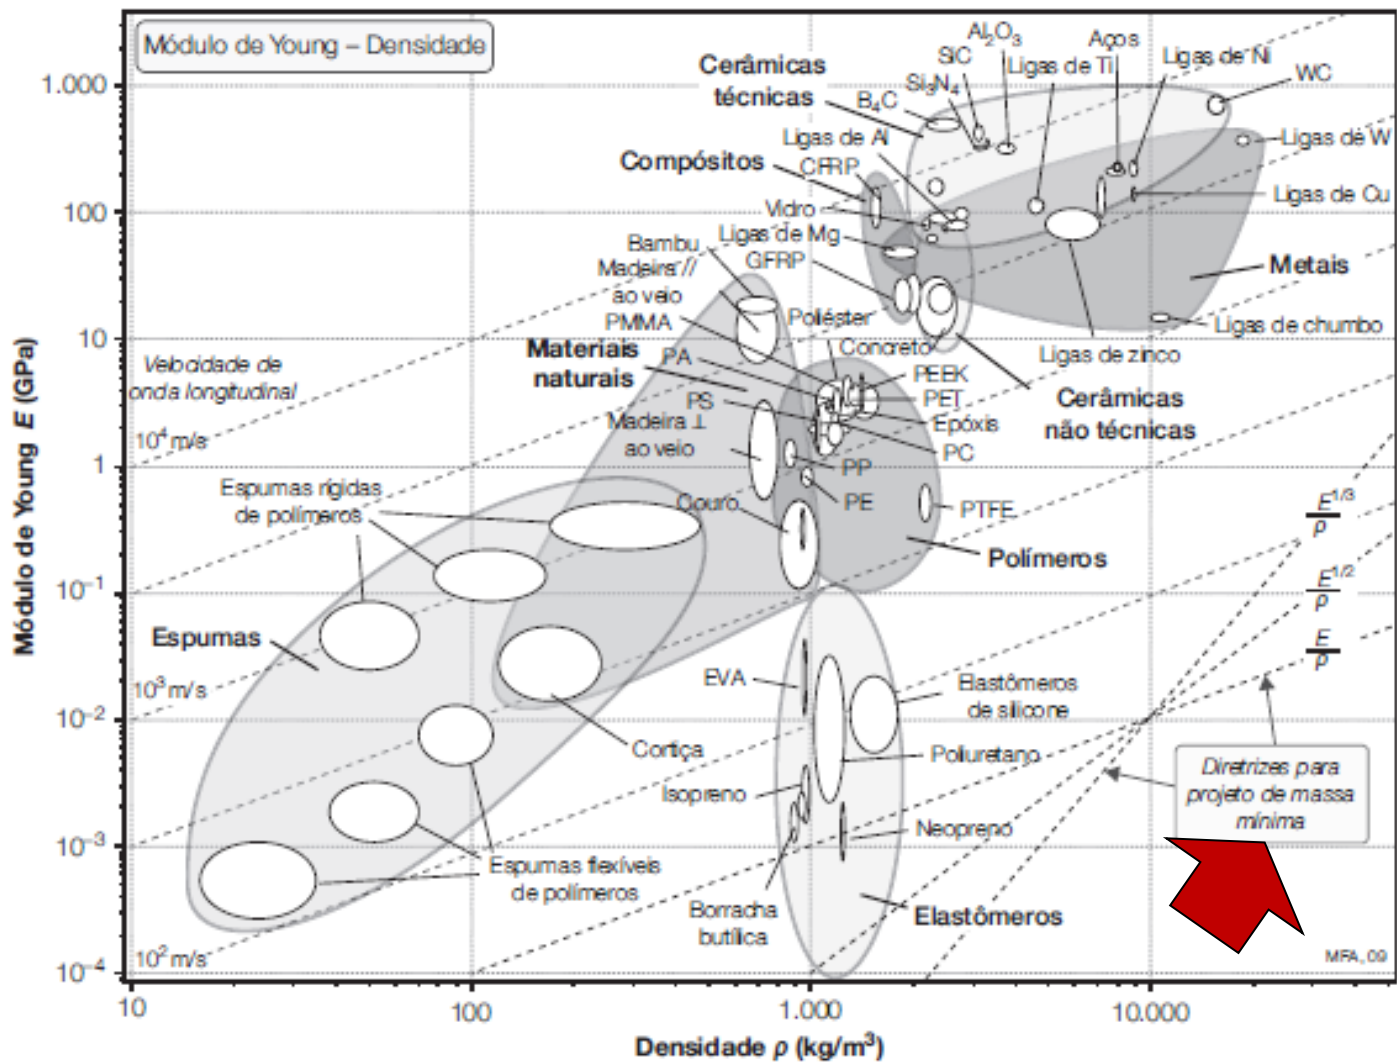 Módulo de Young – Densidade
Módulo de Young E (GPa)
1.000
100
10
1
10⁻¹
10⁻²
10⁻³
10⁻⁴
Al₂O₃
SiC
Si₃N₄
Aços
Ligas de Ti
Ligas de Ni
WC
Cerâmicas
técnicas
B₄C
Ligas de Al
Ligas de W
Compósitos
CFRP
Ligas de Cu
Vidro
Ligas de Mg
GFRP
Metais
Bambu
Madeira //
ao veio
PMMA
Poliéster
Ligas de chumbo
Concreto
Ligas de zinco
Velocidade de
onda longitudinal
Materiais
naturais
PA
PEEK
PS
PET
Cerâmicas
não técnicas
Madeira ⊥
ao veio
Epóxis
PC
10⁴ m/s
PP
PE
Espumas rígidas
de polímeros
Couro
PTFE
E^1/3
ρ
Polímeros
E^1/2
ρ
Espumas
E
ρ
10³ m/s
EVA
Elastômeros
de silicone
Cortiça
Poliuretano
Diretrizes para
projeto de massa
mínima
Isopreno
Neopreno
Espumas flexíveis
de polímeros
Borracha
butílica
Elastômeros
10² m/s
MFA, 09
10
100
1.000
10.000
Densidade ρ (kg/m³)